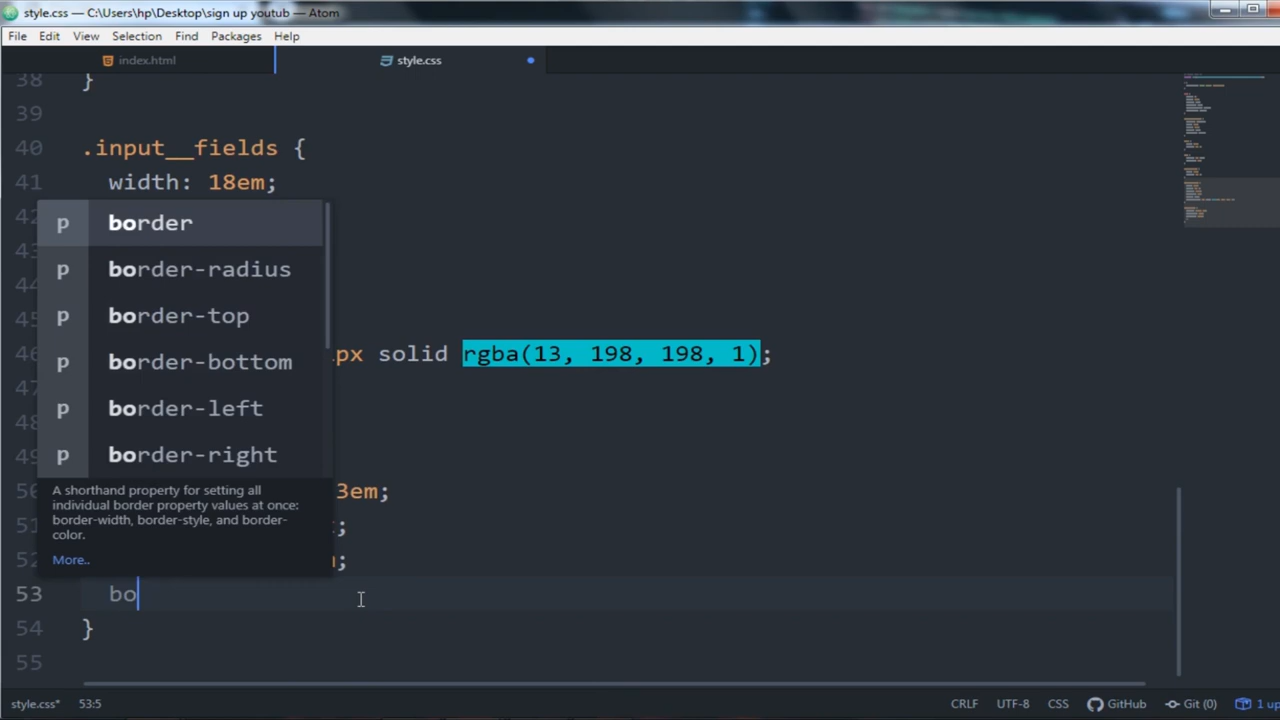 style.css — C:\Users\hp\Desktop\sign up youtub — Atom
File Edit View Selection Find Packages Help
index.html style.css
38 }
39
40 .input__fields {
41 width: 18em;
p border
p border-radius
p border-top
p border-bottom
p border-left
p border-right
A shorthand property for setting all
individual border property values at once:
border-width, border-style, and border-
color.
More..
px solid rgba(13, 198, 198, 1);
3em;
;
;
53 bo
54 }
55
style.css* 53:5 CRLF UTF-8 CSS GitHub Git (0) 1 up